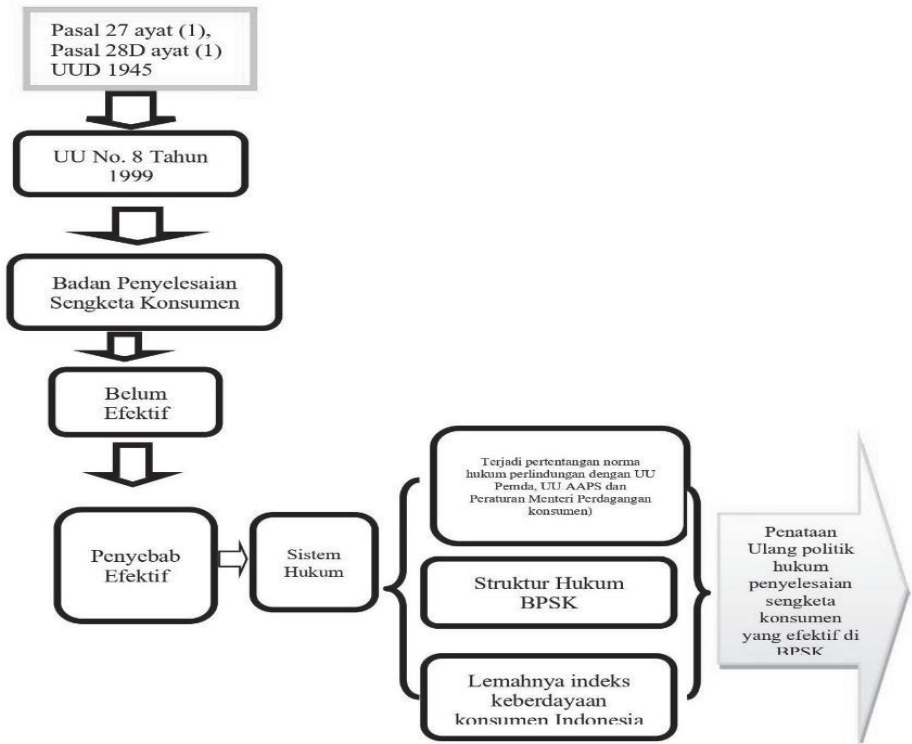 Pasal 27 ayat (1),
Pasal 28D ayat (1)
UUD 1945
UU No. 8 Tahun
1999
Badan Penyelesaian
Sengketa Konsumen
Belum
Efektif
Penyebab
Efektif
Sistem
Hukum
Terjadi pertentangan norma
hukum perlindungan dengan UU
Pemda, UU AAPS dan
Peraturan Menteri Perdagangan
konsumen)
Struktur Hukum
BPSK
Lemahnya indeks
keberdayaan
konsumen Indonesia
Penataan
Ulang politik
hukum
penyelesaian
sengketa
konsumen
yang efektif di
BPSK